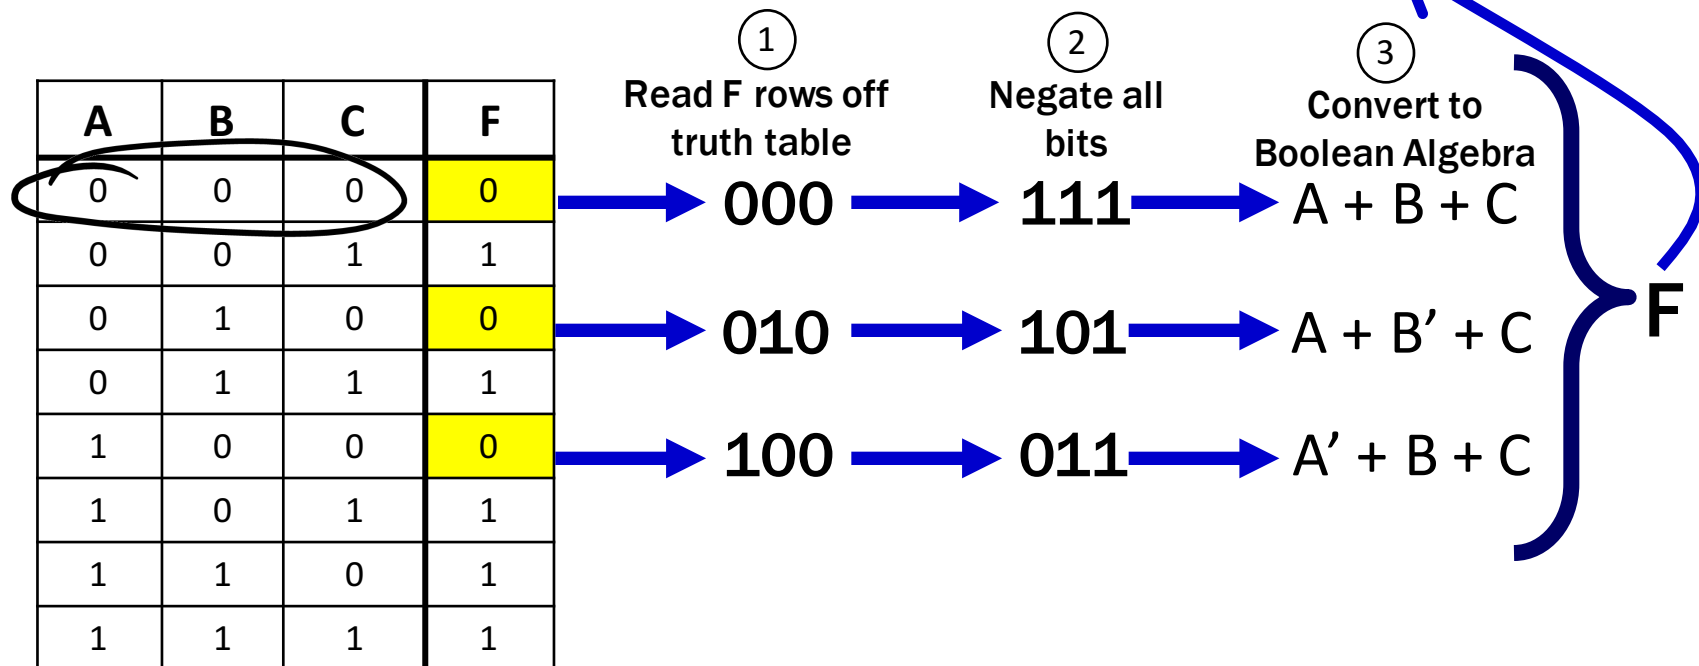 1
Read F rows off
truth table
2
Negate all
bits
3
Convert to
Boolean Algebra
A B C F
0 0 0 0
000
111
A + B + C
0 0 1 1
0 1 0 0
010
101
A + B′ + C
F
0 1 1 1
1 0 0 0
100
011
A′ + B + C
1 0 1 1
1 1 0 1
1 1 1 1